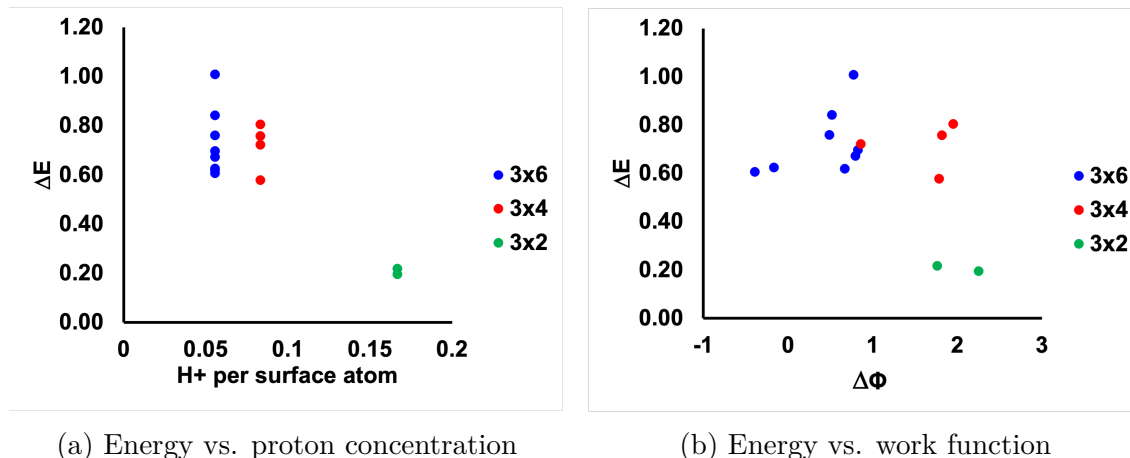 1.20
1.00
0.80
0.60
0.40
0.20
0.00
ΔE
0 0.05 0.1 0.15 0.2
H+ per surface atom
3x6
3x4
3x2
(a) Energy vs. proton concentration
1.20
1.00
0.80
0.60
0.40
0.20
0.00
ΔE
-1 0 1 2 3
ΔΦ
3x6
3x4
3x2
(b) Energy vs. work function